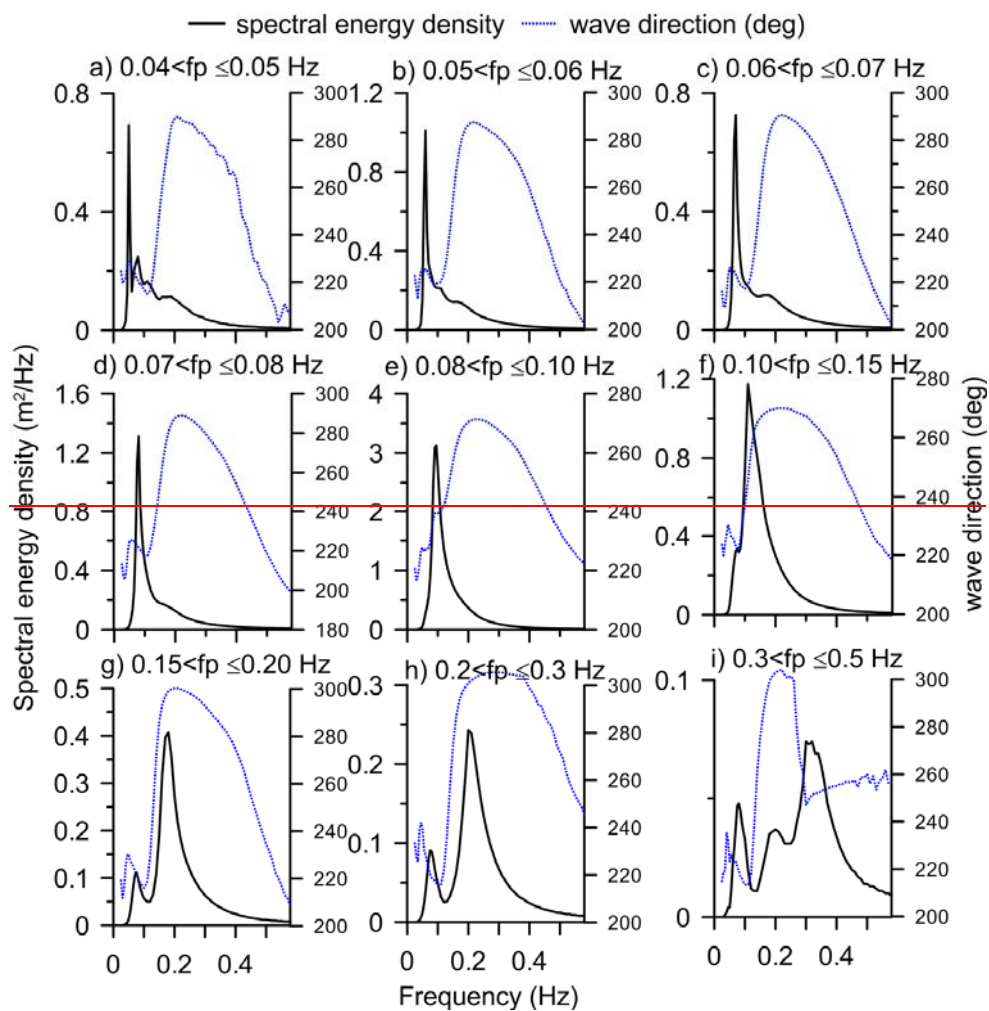 spectral energy density wave direction (deg)
a) 0.04<fp ≤0.05 Hz b) 0.05<fp ≤0.06 Hz c) 0.06<fp ≤0.07 Hz
0.8 3001 1.2 300 0.8 300
280 280 280
0.8
260 260 260
0.4 0.4
240 240 240
0.4
220 220 220
0 200 0 200 0 200
d) 0.07<fp ≤0.08 Hz e) 0.08<fp ≤0.10 Hz f) 0.10<fp ≤0.15 Hz
1.6 300 4 280 1.2 280
280
1.2 260 3 260 260
0.8
0.8 240 2 240 240
220 0.4
0.4 200 1 220 220
0 180 0 200 0 200
g) 0.15<fp ≤0.20 Hz h) 0.2<fp ≤0.3 Hz i) 0.3<fp ≤0.5 Hz
0.5 300 0.3 300 0.1 300
0.4 280 280 280
0.3 260 0.2 260 260
0.2 240 0.1 240 240
0.1 220 220 220
0 200 0 200 0 200
0 0.2 0.4 0 0.2 0.4 0 0.2 0.4
Frequency (Hz)
Spectral energy density (m²/Hz)
wave direction (deg)